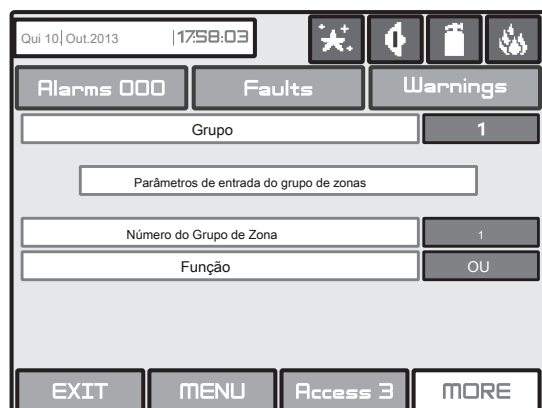 Qui 10. Out.2013 17:58:03
Alarms 000 Faults Warnings
Grupo 1
Parâmetros de entrada do grupo de zonas
Número do Grupo de Zona 1
Função OU
EXIT MENU Access 3 MORE